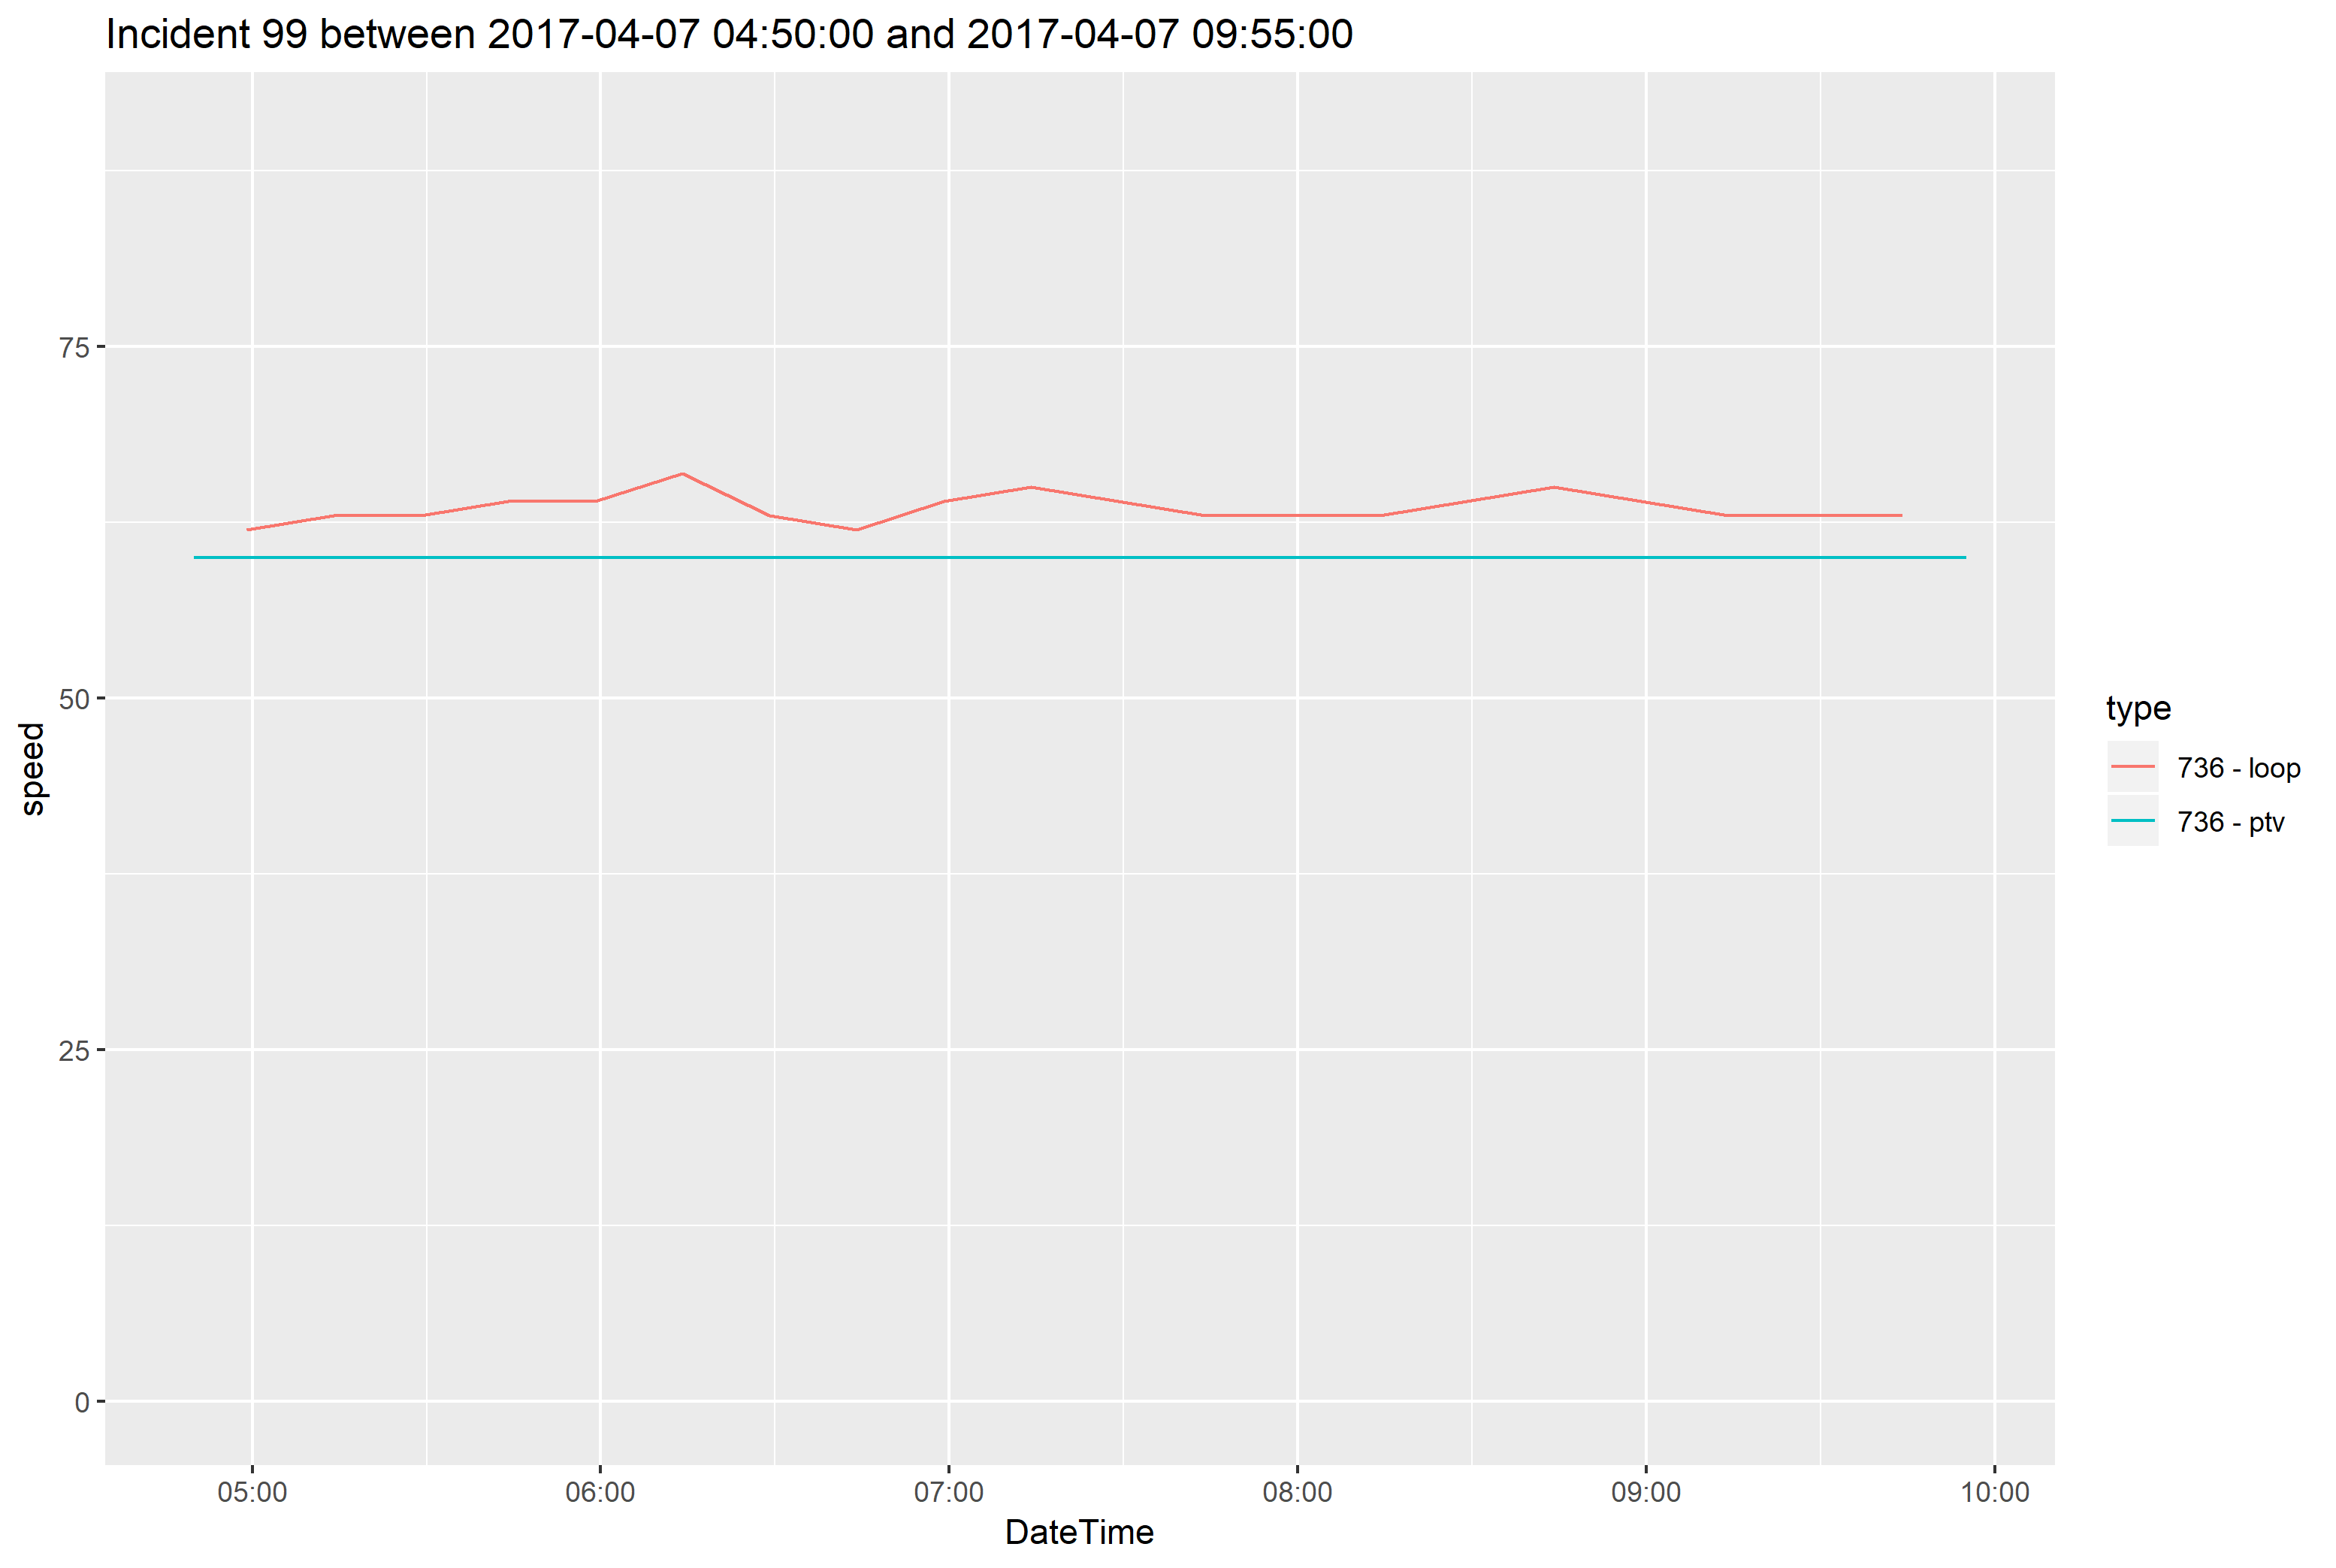 Incident 99 between 2017-04-07 04:50:00 and 2017-04-07 09:55:00
75
50
25
0
speed
05:00 06:00 07:00 08:00 09:00 10:00
DateTime
type
736 - loop
736 - ptv